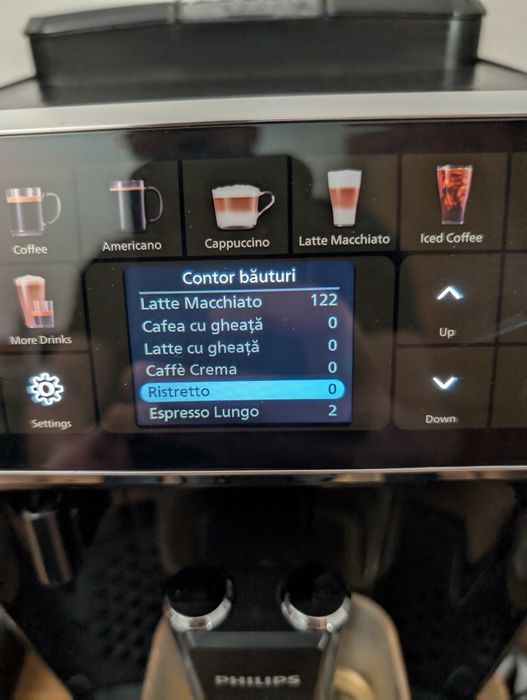 Coffee
Americano
Cappuccino
Latte Macchiato
Iced Coffee
Contor băuturi
Latte Macchiato 122
Cafea cu gheață 0
Latte cu gheață 0
Caffè Crema 0
Ristretto 0
Espresso Lungo 2
More Drinks
Settings
Up
Down
PHILIPS